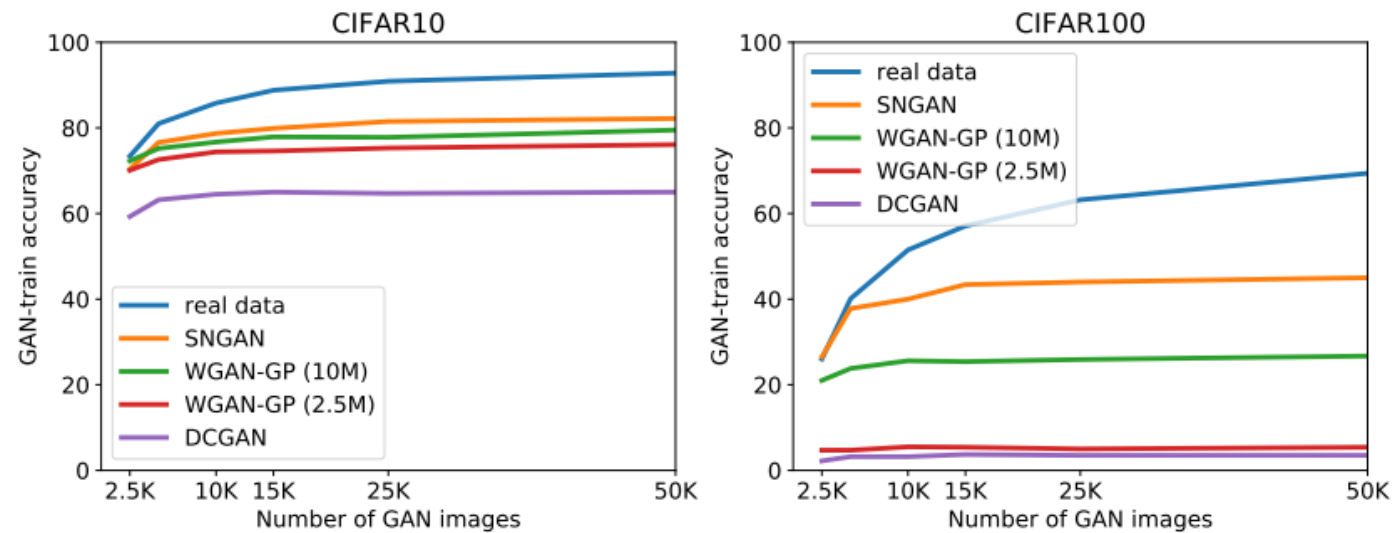 CIFAR10
100
80
60
40
20
0
GAN-train accuracy
real data
SNGAN
WGAN-GP (10M)
WGAN-GP (2.5M)
DCGAN
2.5K 10K 15K 25K 50K
Number of GAN images
CIFAR100
100
80
60
40
20
0
GAN-train accuracy
real data
SNGAN
WGAN-GP (10M)
WGAN-GP (2.5M)
DCGAN
2.5K 10K 15K 25K 50K
Number of GAN images